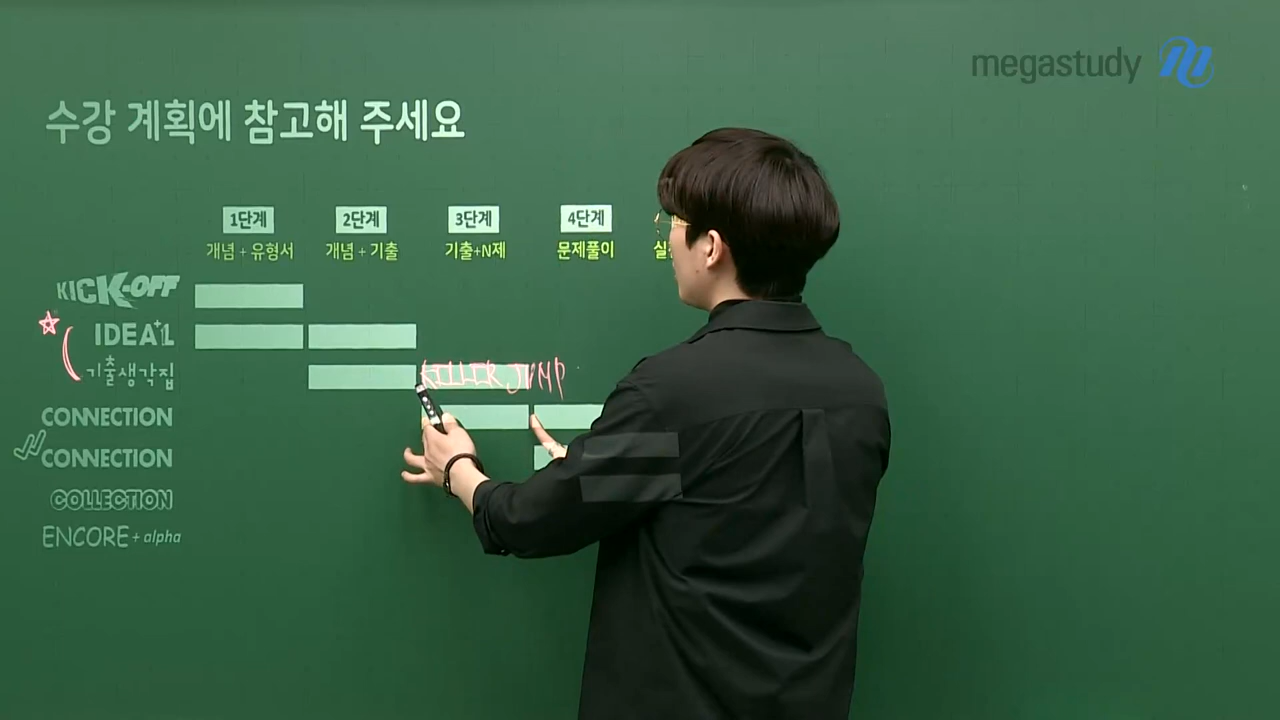 megastudy
수강 계획에 참고해 주세요
1단계 2단계 3단계 4단계
개념 + 유형서 개념 + 기출 기출+N제 문제풀이
KICK-OFF
IDEA+1
기출생각집 KILLER JUMP
CONNECTION
CONNECTION
COLLECTION
ENCORE + alpha